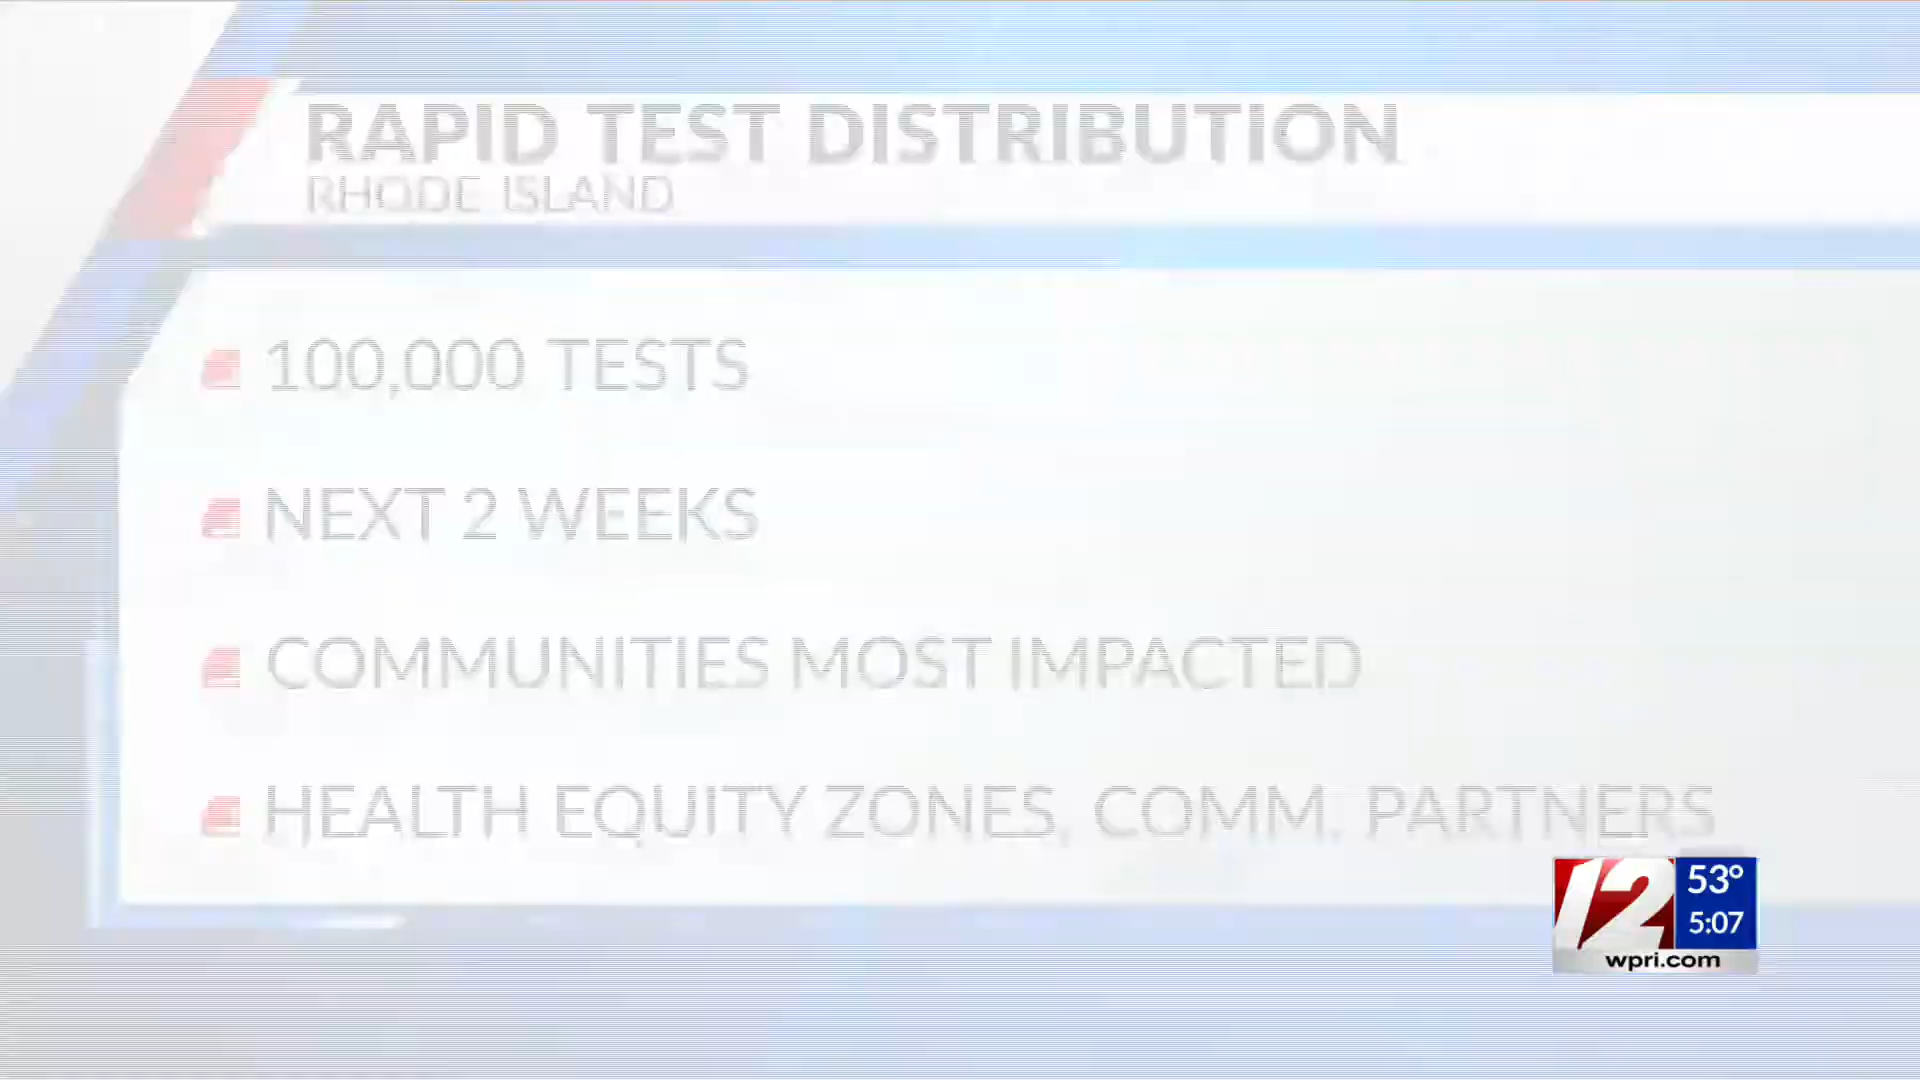 RAPID TEST DISTRIBUTION
RHODE ISLAND
100,000 TESTS
NEXT 2 WEEKS
COMMUNITIES MOST IMPACTED
HEALTH EQUITY ZONES, COMM. PARTNERS
12
53°
5:07
wpri.com